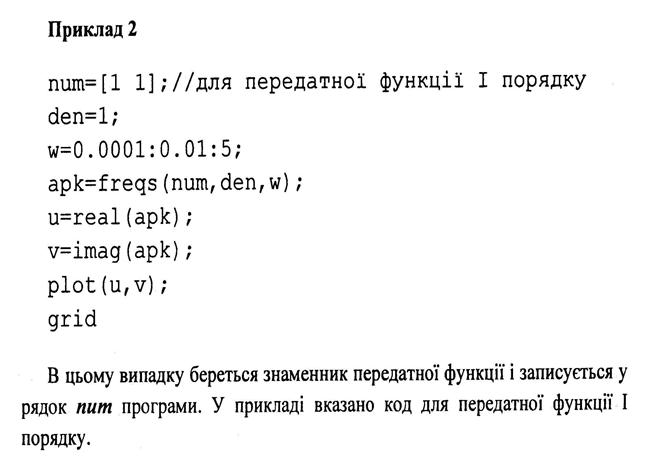 Приклад 2
num=[1 1];//для передатної функції I порядку
den=1;
w=0.0001:0.01:5;
apk=freqs(num,den,w);
u=real(apk);
v=imag(apk);
plot(u,v);
grid
В цьому випадку береться знаменник передатної функції і записується у
рядок пит програми. У прикладі вказано код для передатної функції I
порядку.